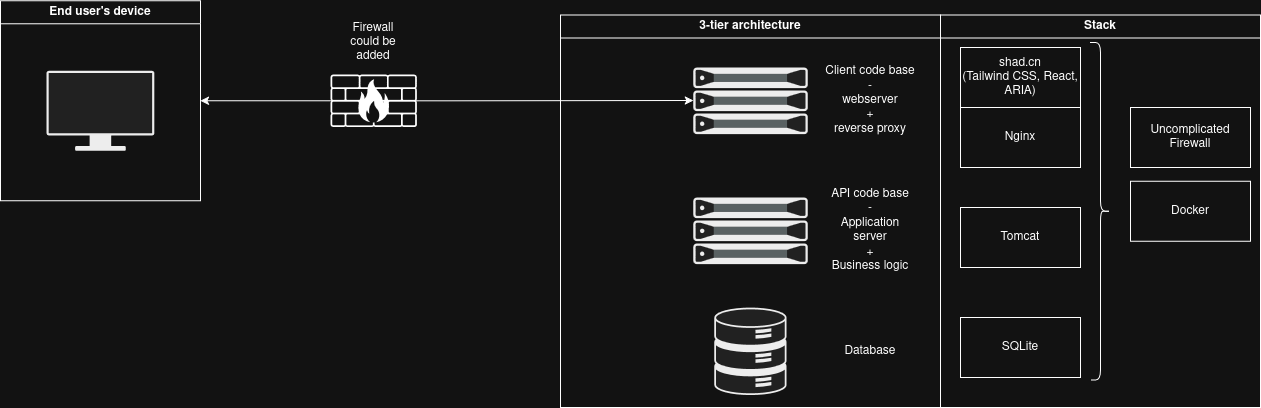 End user's device
Firewall
could be
added
3-tier architecture
Stack
Client code base
-
webserver
+
reverse proxy
shad.cn
(Tailwind CSS, React,
ARIA)
Nginx
Uncomplicated
Firewall
API code base
-
Application
server
+
Business logic
Tomcat
Docker
Database
SQLite